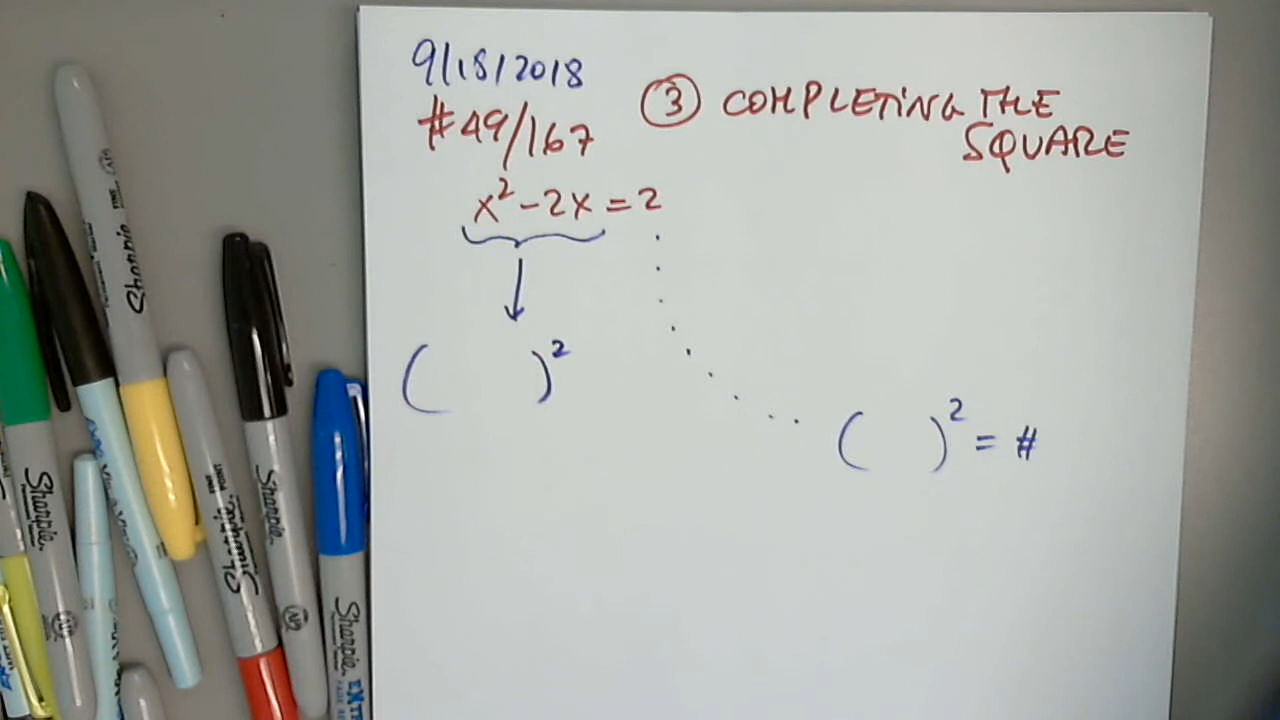 9/18/2018
#49/167
③ COMPLETING THE
SQUARE
x² - 2x = 2
(      )²
(    )² = #
Sharpie
Sharpie.
Sharpie.
Sharpie.
Sharpie.